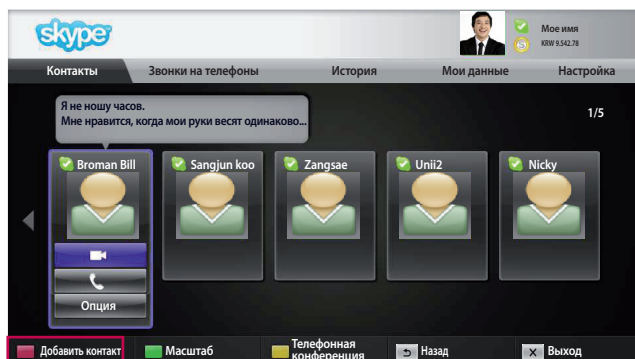 skype
Мое имя
KRW 9.542.78
Контакты
Звонки на телефоны
История
Мои данные
Настройка
Я не ношу часов.
Мне нравится, когда мои руки весят одинаково...
1/5
Broman Bill
Sangjun koo
Zangsae
Unii2
Nicky
Опция
Добавить контакт
Масштаб
Телефонная
конференция
Назад
Выход